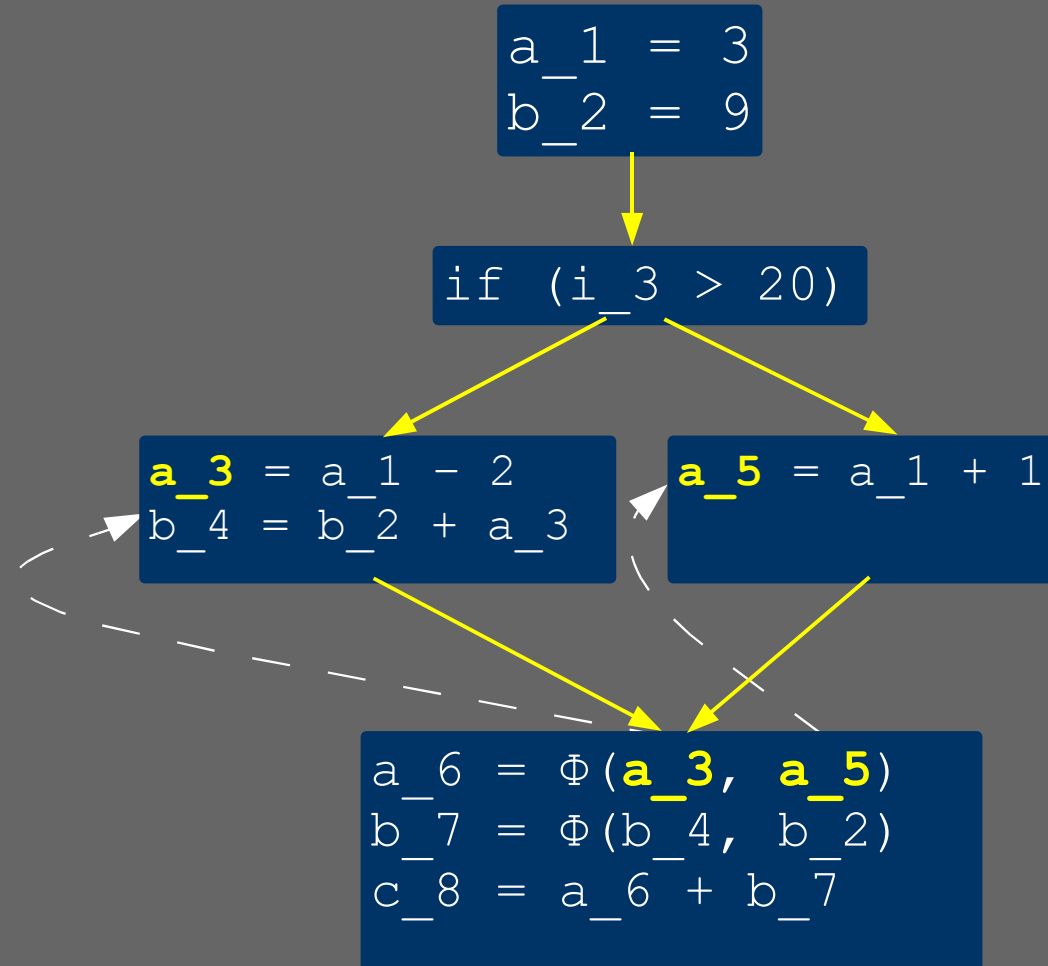 a_1 = 3
b_2 = 9
if (i_3 > 20)
a_3 = a_1 - 2
b_4 = b_2 + a_3
a_5 = a_1 + 1
a_6 = Φ(a_3, a_5)
b_7 = Φ(b_4, b_2)
c_8 = a_6 + b_7